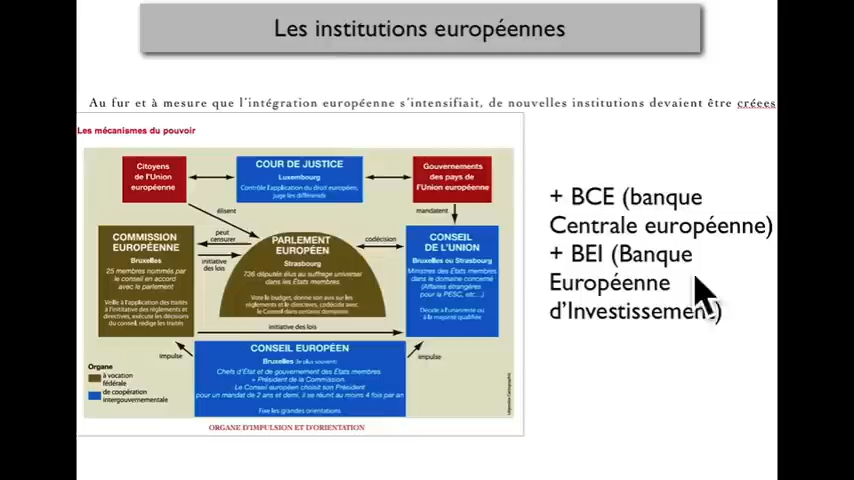 Les institutions européennes
Au fur et à mesure que l'intégration européenne s'intensifiait, de nouvelles institutions devaient être créees
Les mécanismes du pouvoir
Citoyens
de l'Union
européenne
COUR DE JUSTICE
Luxembourg
Contrôle l'application du droit européen,
juge les différends
Gouvernements
des pays de
l'Union européenne
élisent
mandatent
COMMISSION
EUROPÉENNE
Bruxelles
25 membres nommés par
le conseil en accord
avec le parlement
Veille à l'application des traités
à l'initiative des règlements et
directives, exécute les décisions
du conseil, rédige les traités
peut
censurer
initiative
des lois
PARLEMENT
EUROPÉEN
Strasbourg
736 députés élus au suffrage universel
dans les États membres
Vote le budget, donne son avis sur les
règlements et les directives, codécide avec
le Conseil dans certains domaines
codécision
CONSEIL
DE L'UNION
Bruxelles ou Strasbourg
Ministres des États membres
dans le domaine concerné
(Affaires étrangères
pour la PESC, etc...)
Décide à l'unanimité ou
à la majorité qualifiée
initiative des lois
impulse
impulse
CONSEIL EUROPÉEN
Bruxelles (le plus souvent)
Chefs d'État et de gouvernement des États membres
+ Président de la Commission.
Le Conseil européen choisit son Président
pour un mandat de 2 ans et demi, il se réunit au moins 4 fois par an
Fixe les grandes orientations
Organe
à vocation
fédérale
de coopération
intergouvernementale
ORGANE D'IMPULSION ET D'ORIENTATION
+ BCE (banque
Centrale européenne)
+ BEI (Banque
Européenne
d'Investissement)